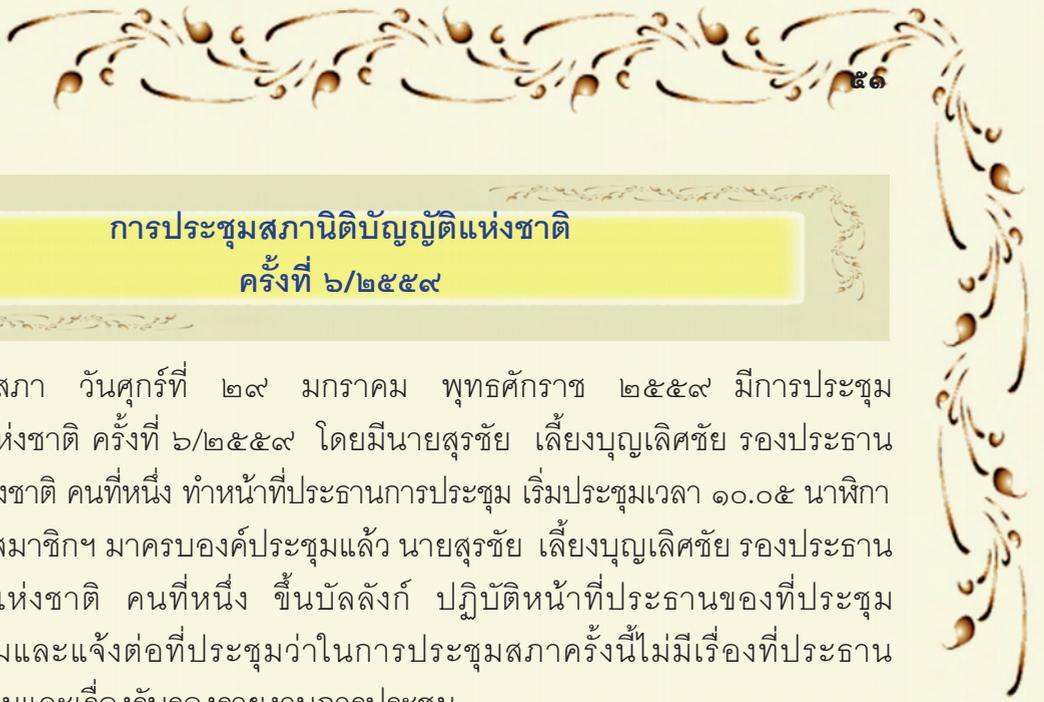 ๕๑
การประชุมสภานิติบัญญัติแห่งชาติ
ครั้งที่ ๖/๒๕๕๙
สภา วันศุกร์ที่ ๒๙ มกราคม พุทธศักราช ๒๕๕๙ มีการประชุม
ห่งชาติ ครั้งที่ ๖/๒๕๕๙ โดยมีนายสุรชัย เลี้ยงบุญเลิศชัย รองประธาน
งชาติ คนที่หนึ่ง ทำหน้าที่ประธานการประชุม เริ่มประชุมเวลา ๑๐.๐๕ นาฬิกา
สมาชิกฯ มาครบองค์ประชุมแล้ว นายสุรชัย เลี้ยงบุญเลิศชัย รองประธาน
แห่งชาติ คนที่หนึ่ง ขึ้นบัลลังก์ ปฏิบัติหน้าที่ประธานของที่ประชุม
มและแจ้งต่อที่ประชุมว่าในการประชุมสภาครั้งนี้ไม่มีเรื่องที่ประธาน